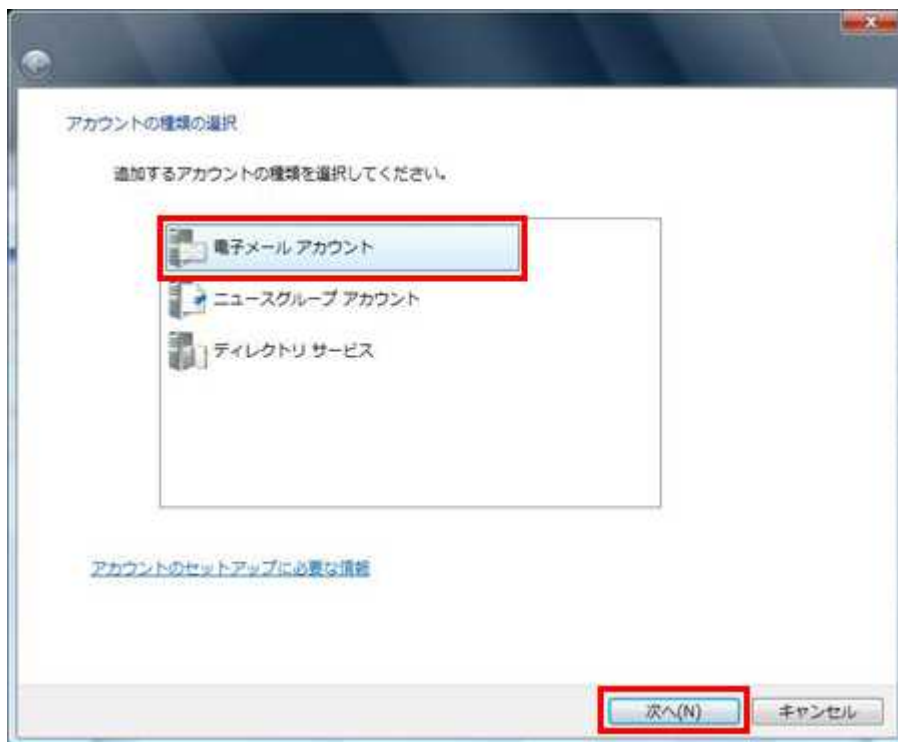 アカウントの種類の選択
追加するアカウントの種類を選択してください。
電子メール アカウント
ニュースグループ アカウント
ディレクトリ サービス
アカウントのセットアップに必要な情報
次へ(N)
キャンセル